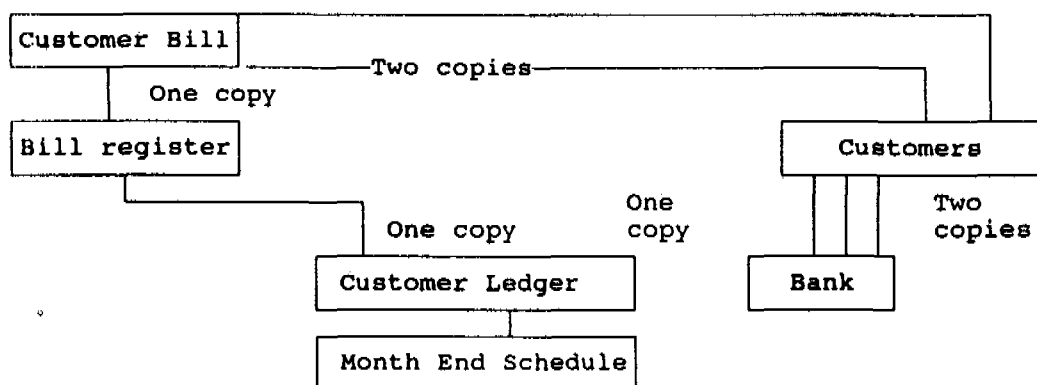 Customer Bill
Two copies
One copy
Bill register
Customers
One
copy
Two
copies
One copy
Customer Ledger
Bank
Month End Schedule